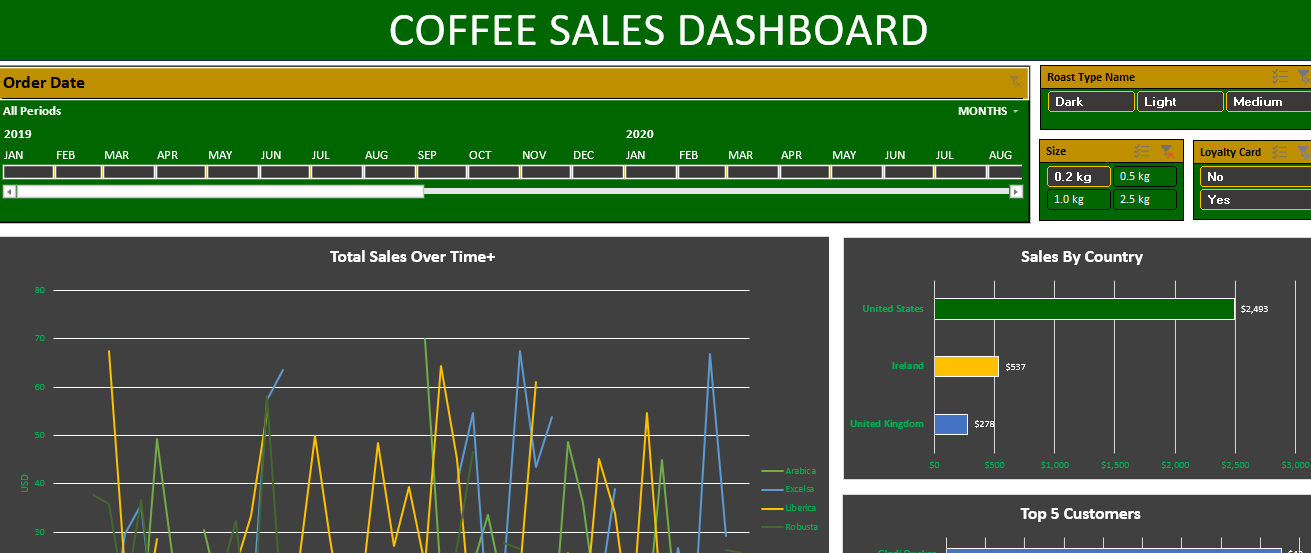 COFFEE SALES DASHBOARD
Order Date
All Periods
MONTHS
2019 2020
JAN FEB MAR APR MAY JUN JUL AUG SEP OCT NOV DEC JAN FEB MAR APR MAY JUN JUL AUG
Roast Type Name
Dark Light Medium
Size
0.2 kg 0.5 kg
1.0 kg 2.5 kg
Loyalty Card
No
Yes
Total Sales Over Time+
80
70
60
50
40
30
USD
Arabica
Excelsa
Liberica
Robusta
Sales By Country
United States $2,493
Ireland $537
United Kingdom $278
$0 $500 $1,000 $1,500 $2,000 $2,500 $3,000
Top 5 Customers